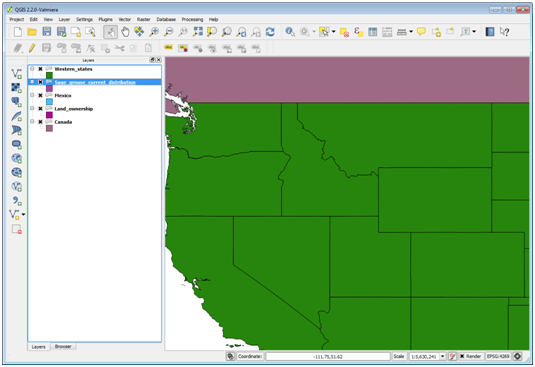 QGIS 2.2.0-Valmiera
Project Edit View Layer Settings Plugins Vector Raster Database Processing Help
Layers
Western_states
Sage_grouse_current_distribution
Mexico
Land_ownership
Canada
Layers Browser
Coordinate: -111.75,51.62 Scale 1:5,630,241 Render EPSG:4269